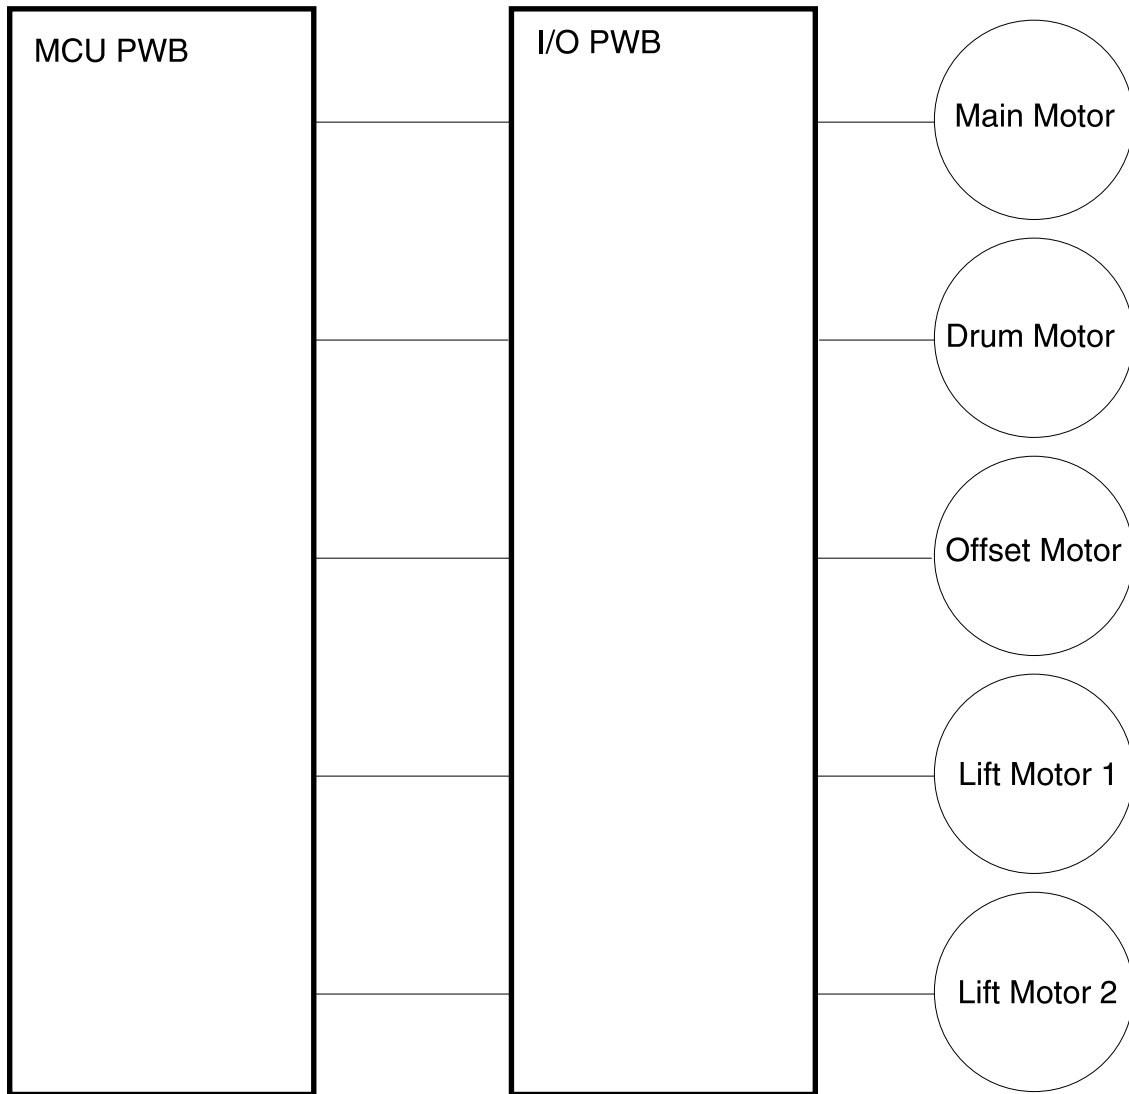 MCU PWB
I/O PWB
Main Motor
Drum Motor
Offset Motor
Lift Motor 1
Lift Motor 2